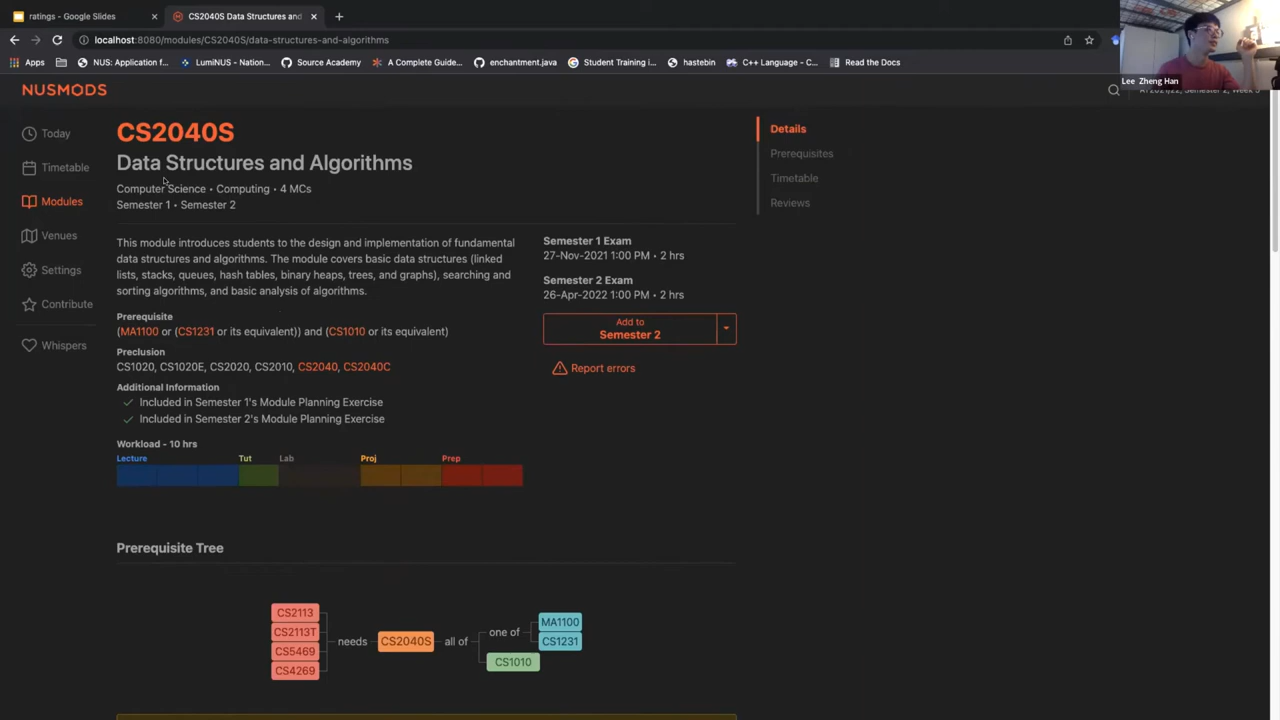 ratings - Google Slides
CS2040S Data Structures and
localhost:8080/modules/CS2040S/data-structures-and-algorithms
Apps
NUS: Application f...
LumiNUS - Nation...
Source Academy
A Complete Guide...
enchantment.java
Student Training i...
hastebin
C++ Language - C...
Read the Docs
Lee Zheng Han
NUSMODS
AY2021/22, Semester 2, Week 5
Today
Timetable
Modules
Venues
Settings
Contribute
Whispers
CS2040S
Data Structures and Algorithms
Computer Science • Computing • 4 MCs
Semester 1 • Semester 2
This module introduces students to the design and implementation of fundamental
data structures and algorithms. The module covers basic data structures (linked
lists, stacks, queues, hash tables, binary heaps, trees, and graphs), searching and
sorting algorithms, and basic analysis of algorithms.
Prerequisite
(MA1100 or (CS1231 or its equivalent)) and (CS1010 or its equivalent)
Preclusion
CS1020, CS1020E, CS2020, CS2010, CS2040, CS2040C
Additional Information
Included in Semester 1's Module Planning Exercise
Included in Semester 2's Module Planning Exercise
Workload - 10 hrs
Lecture Tut Lab Proj Prep
Semester 1 Exam
27-Nov-2021 1:00 PM • 2 hrs
Semester 2 Exam
26-Apr-2022 1:00 PM • 2 hrs
Add to
Semester 2
Report errors
Details
Prerequisites
Timetable
Reviews
Prerequisite Tree
CS2113
CS2113T
CS5469
CS4269
needs
CS2040S
all of
one of
MA1100
CS1231
CS1010